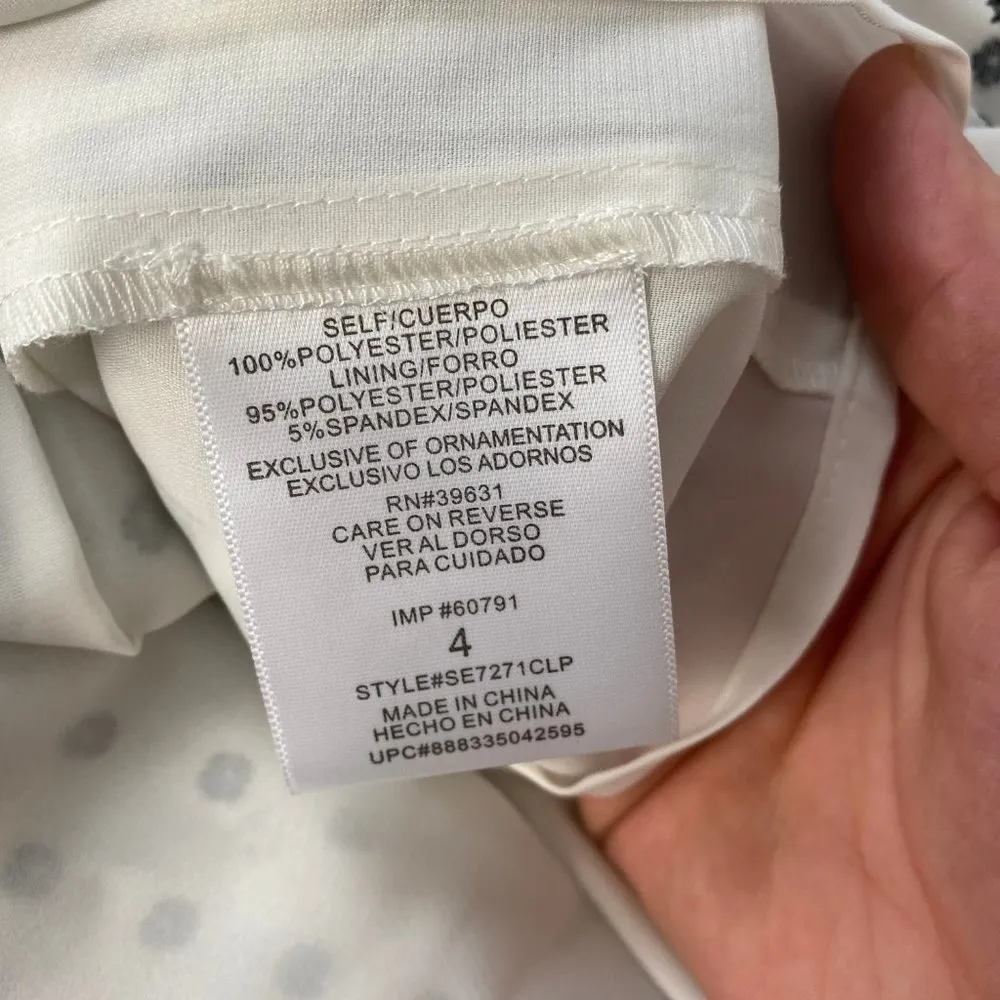 SELF/CUERPO
100%POLYESTER/POLIESTER
LINING/FORRO
95%POLYESTER/POLIESTER
5%SPANDEX/SPANDEX
EXCLUSIVE OF ORNAMENTATION
EXCLUSIVO LOS ADORNOS
RN#39631
CARE ON REVERSE
VER AL DORSO
PARA CUIDADO
IMP #60791
4
STYLE#SE7271CLP
MADE IN CHINA
HECHO EN CHINA
UPC#888335042595